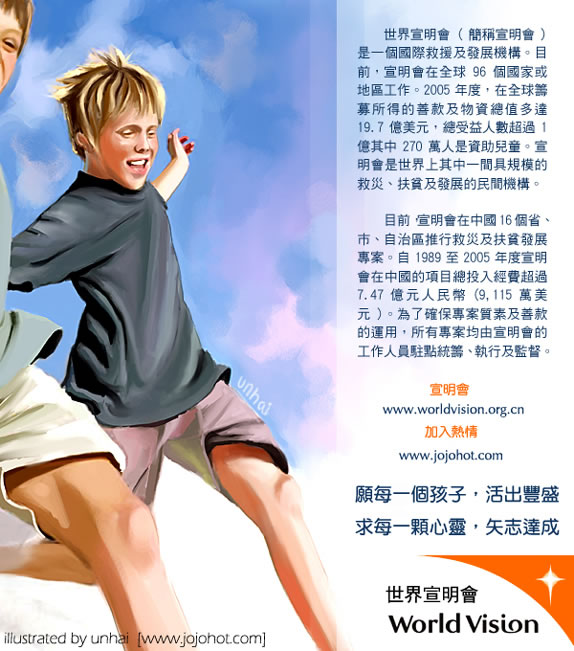 世界宣明會 ( 簡稱宣明會 )
是一個國際救援及發展機構。目
前，宣明會在全球 96 個國家或
地區工作。2005 年度，在全球籌
募所得的善款及物資總值多達
19.7 億美元，總受益人數超過 1
億其中 270 萬人是資助兒童。宣
明會是世界上其中一間具規模的
救災、扶貧及發展的民間機構。
目前，宣明會在中國 16 個省、
市、自治區推行救災及扶貧發展
專案。自 1989 至 2005 年度宣明
會在中國的項目總投入經費超過
7.47 億元人民幣 (9,115 萬美
元 )。為了確保專案質素及善款
的運用，所有專案均由宣明會的
工作人員駐點統籌、執行及監督。
宣明會
www.worldvision.org.cn
加入熱情
www.jojohot.com
願每一個孩子，活出豐盛
求每一顆心靈，矢志達成
世界宣明會
World Vision
unhai
illustrated by unhai [www.jojohot.com]